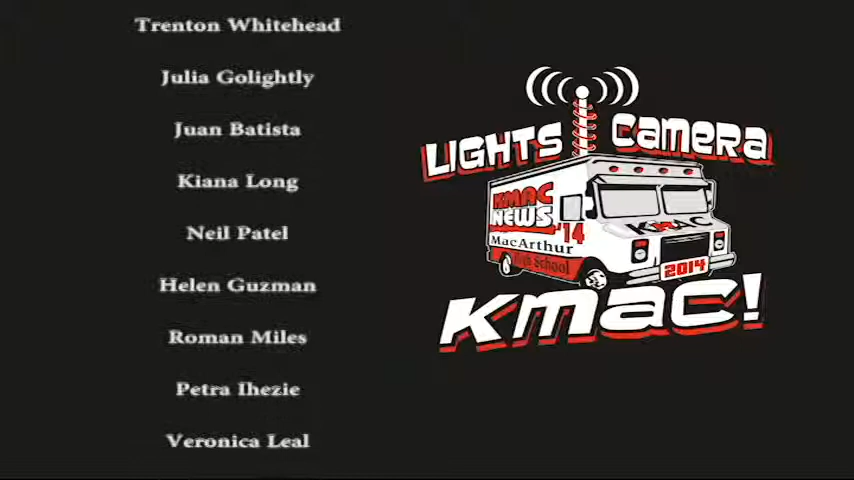 Trenton Whitehead
Julia Golightly
Juan Batista
Kiana Long
Neil Patel
Helen Guzman
Roman Miles
Petra Ihezie
Veronica Leal
LIGHTS CAMERA
KMAC
NEWS
'14
MacArthur
High School
KMAC
2014
KMAC!